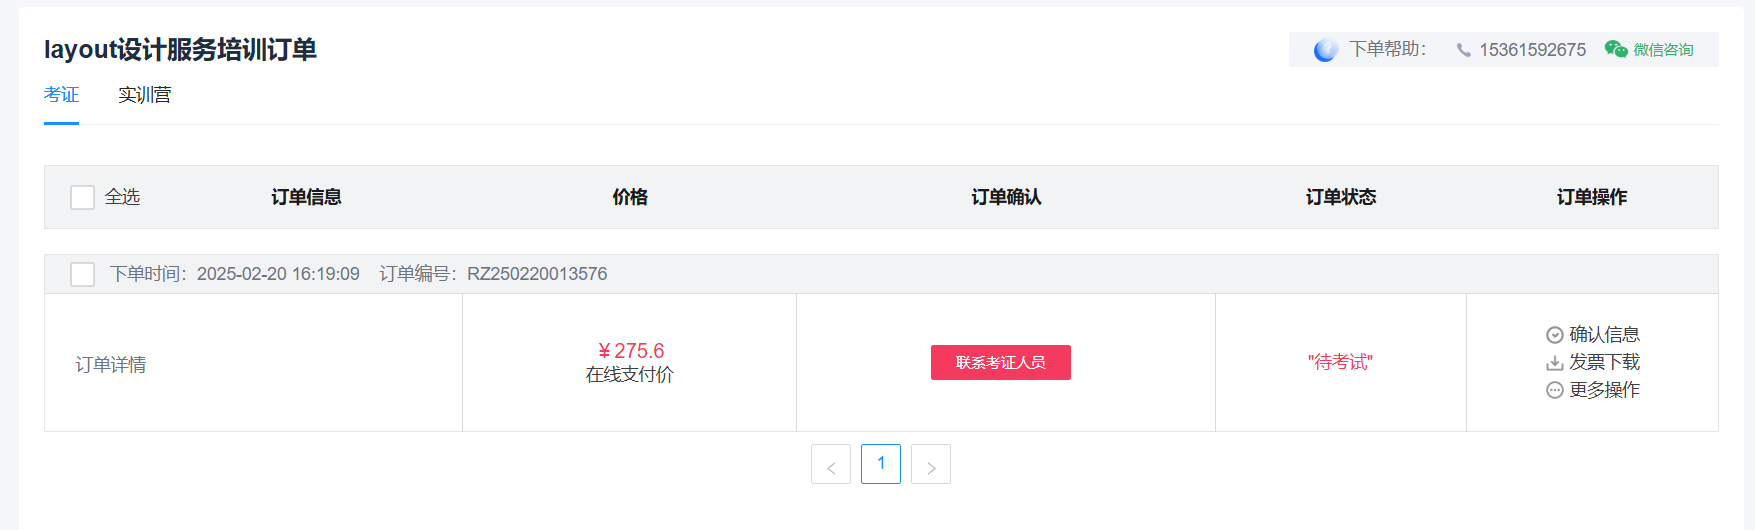 layout设计服务培训订单
下单帮助： 15361592675 微信咨询
考证 实训营
全选 订单信息 价格 订单确认 订单状态 订单操作
下单时间：2025-02-20 16:19:09 订单编号：RZ250220013576
订单详情
￥275.6
在线支付价
联系考证人员
"待考试"
确认信息
发票下载
更多操作
< 1 >